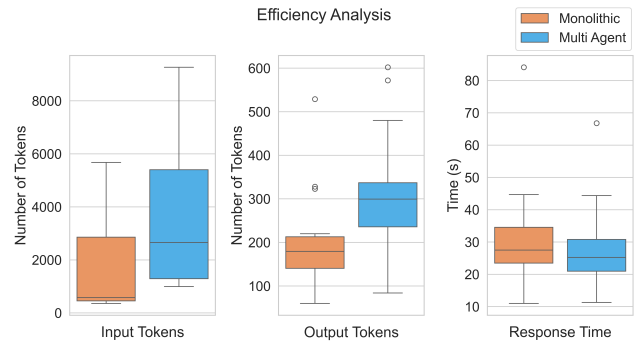 Efficiency Analysis
Monolithic
Multi Agent
Number of Tokens
8000
6000
4000
2000
0
Input Tokens
Number of Tokens
600
500
400
300
200
100
Output Tokens
Time (s)
80
70
60
50
40
30
20
10
Response Time